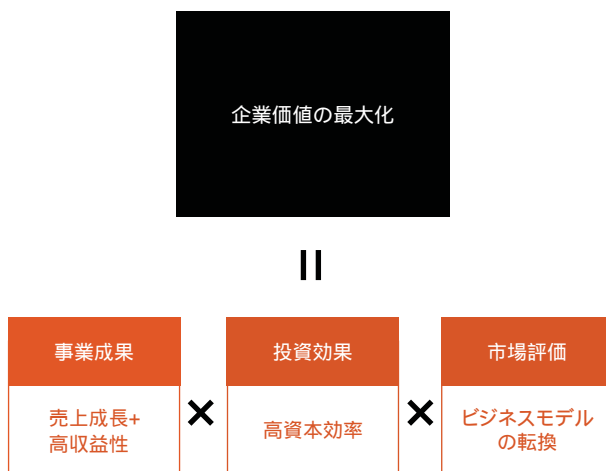 企業価値の最大化
=
事業成果
投資効果
市場評価
売上成長+
高収益性
×
高資本効率
×
ビジネスモデル
の転換